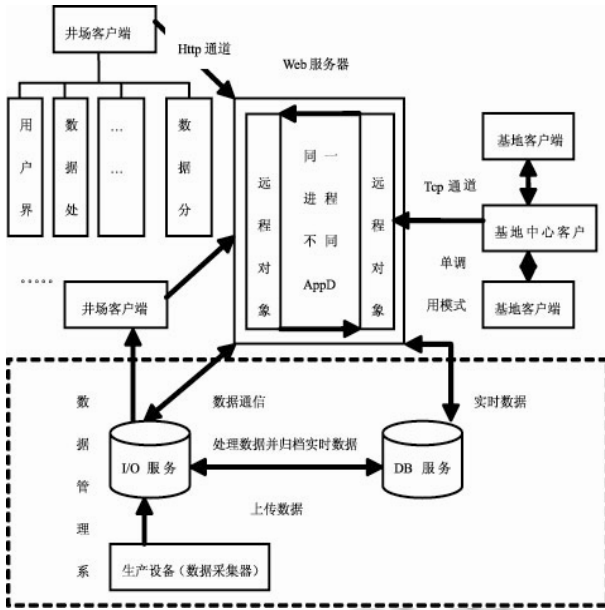 井场客户端
Http 通道
Web 服务器
用户界
数据处
... ...
数据分
远程对象
同一
进程
不同
AppD
远程对象
Tcp 通道
基地客户端
基地中心客户
单调
用模式
基地客户端
.....
井场客户端
数据管理系
数据通信
实时数据
I/O 服务
处理数据并归档实时数据
DB 服务
上传数据
生产设备（数据采集器）